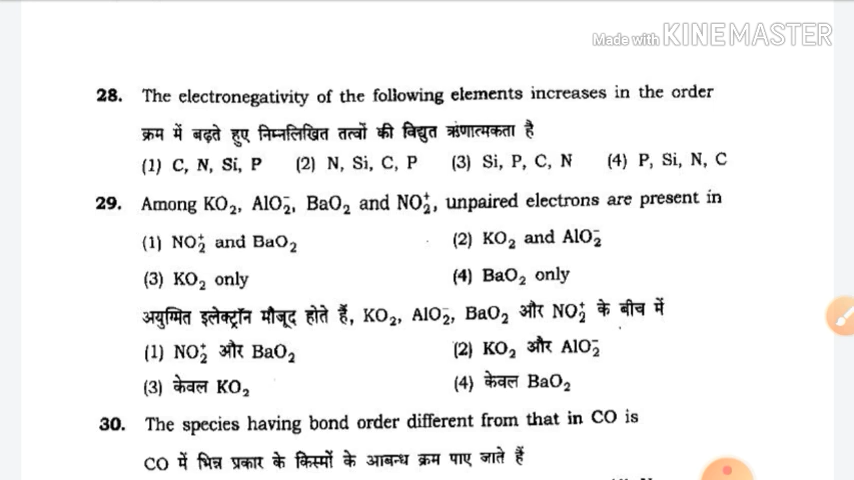 Made with KINEMASTER
28. The electronegativity of the following elements increases in the order
क्रम में बढ़ते हुए निम्नलिखित तत्वों की विद्युत ऋणात्मकता है
(1) C, N, Si, P (2) N, Si, C, P (3) Si, P, C, N (4) P, Si, N, C
29. Among KO₂, AlO₂⁻, BaO₂ and NO₂⁺, unpaired electrons are present in
(1) NO₂⁺ and BaO₂ (2) KO₂ and AlO₂⁻
(3) KO₂ only (4) BaO₂ only
अयुग्मित इलेक्ट्रॉन मौजूद होते हैं, KO₂, AlO₂⁻, BaO₂ और NO₂⁺ के बीच में
(1) NO₂⁺ और BaO₂ (2) KO₂ और AlO₂⁻
(3) केवल KO₂ (4) केवल BaO₂
30. The species having bond order different from that in CO is
CO में भिन्न प्रकार के किस्मों के आबन्ध क्रम पाए जाते हैं